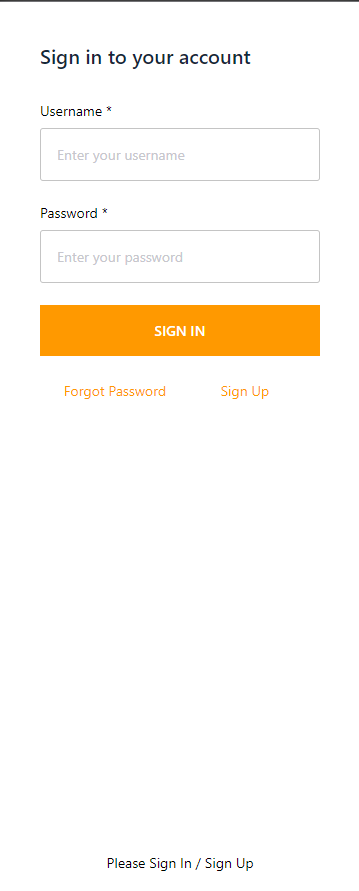 Sign in to your account
Username *
Enter your username
Password *
Enter your password
SIGN IN
Forgot Password Sign Up
Please Sign In / Sign Up